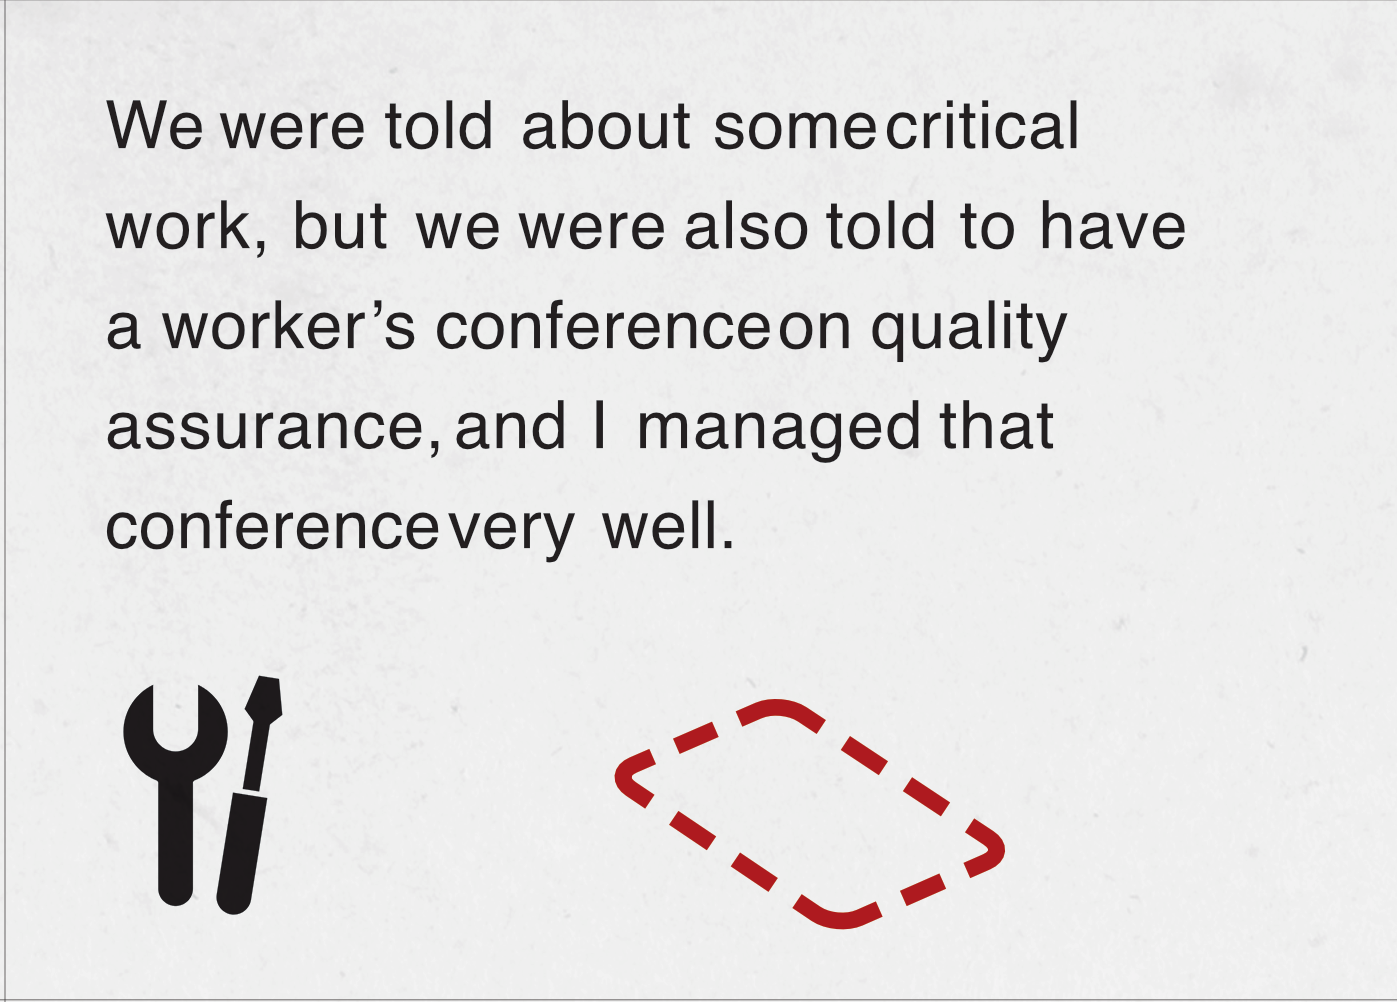 We were told about some critical
work, but we were also told to have
a worker’s conference on quality
assurance, and I managed that
conference very well.